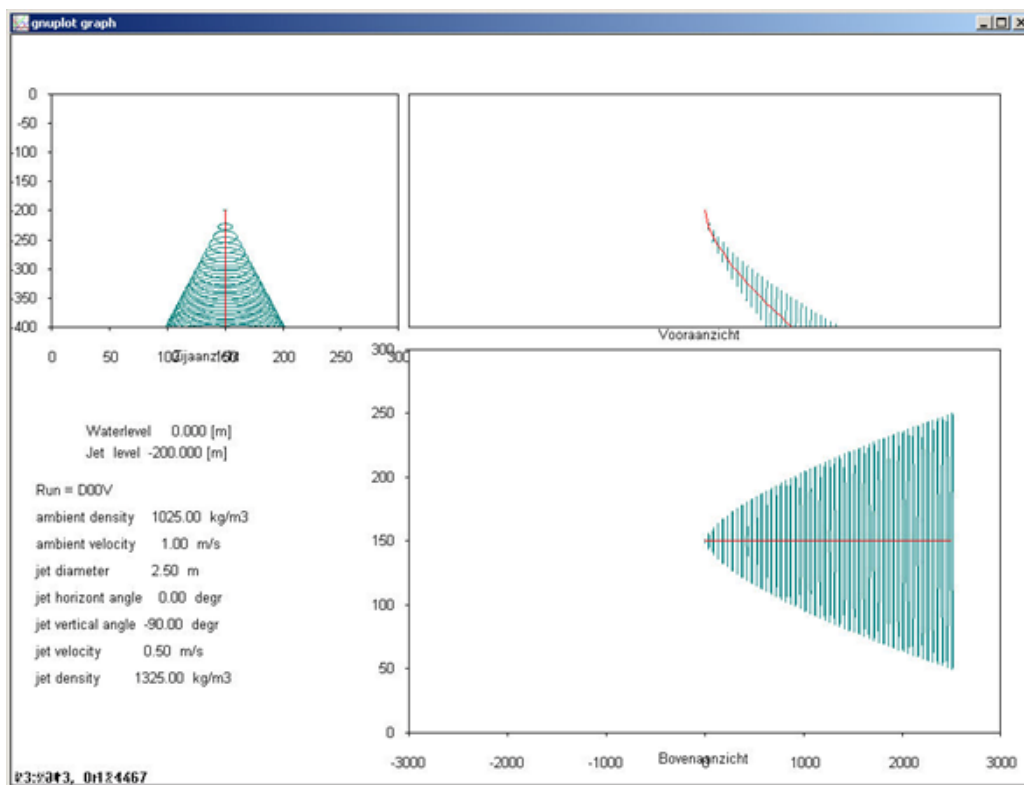 gnuplot graph
0
-50
-100
-150
-200
-250
-300
-350
-400
0 50 100 150 200 250
Vooraanzicht
300
250
200
150
100
50
0
-3000 -2000 -1000 0 1000 2000 3000
Bovenaanzicht
Waterlevel 0.000 [m]
Jet level -200.000 [m]
Run = D00V
ambient density 1025.00 kg/m3
ambient velocity 1.00 m/s
jet diameter 2.50 m
jet horizont angle 0.00 degr
jet vertical angle -90.00 degr
jet velocity 0.50 m/s
jet density 1325.00 kg/m3